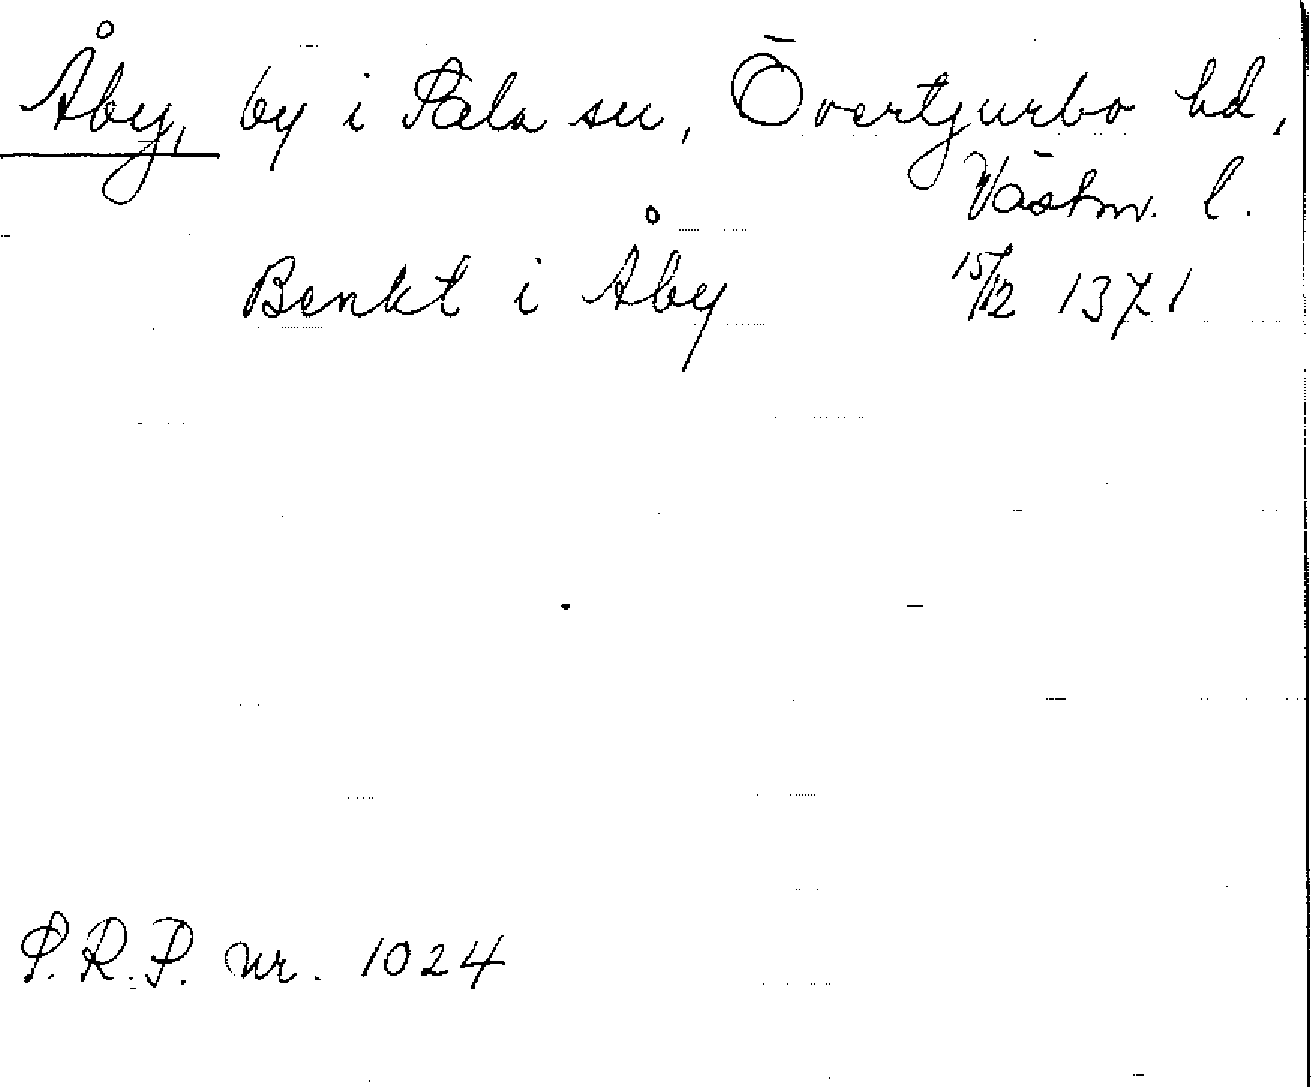 Åby, by i Sala sn, Övertjurbo hd,
Västm. l.
Benkt i Åby 15/12 1371
P.R.P. nr. 1024